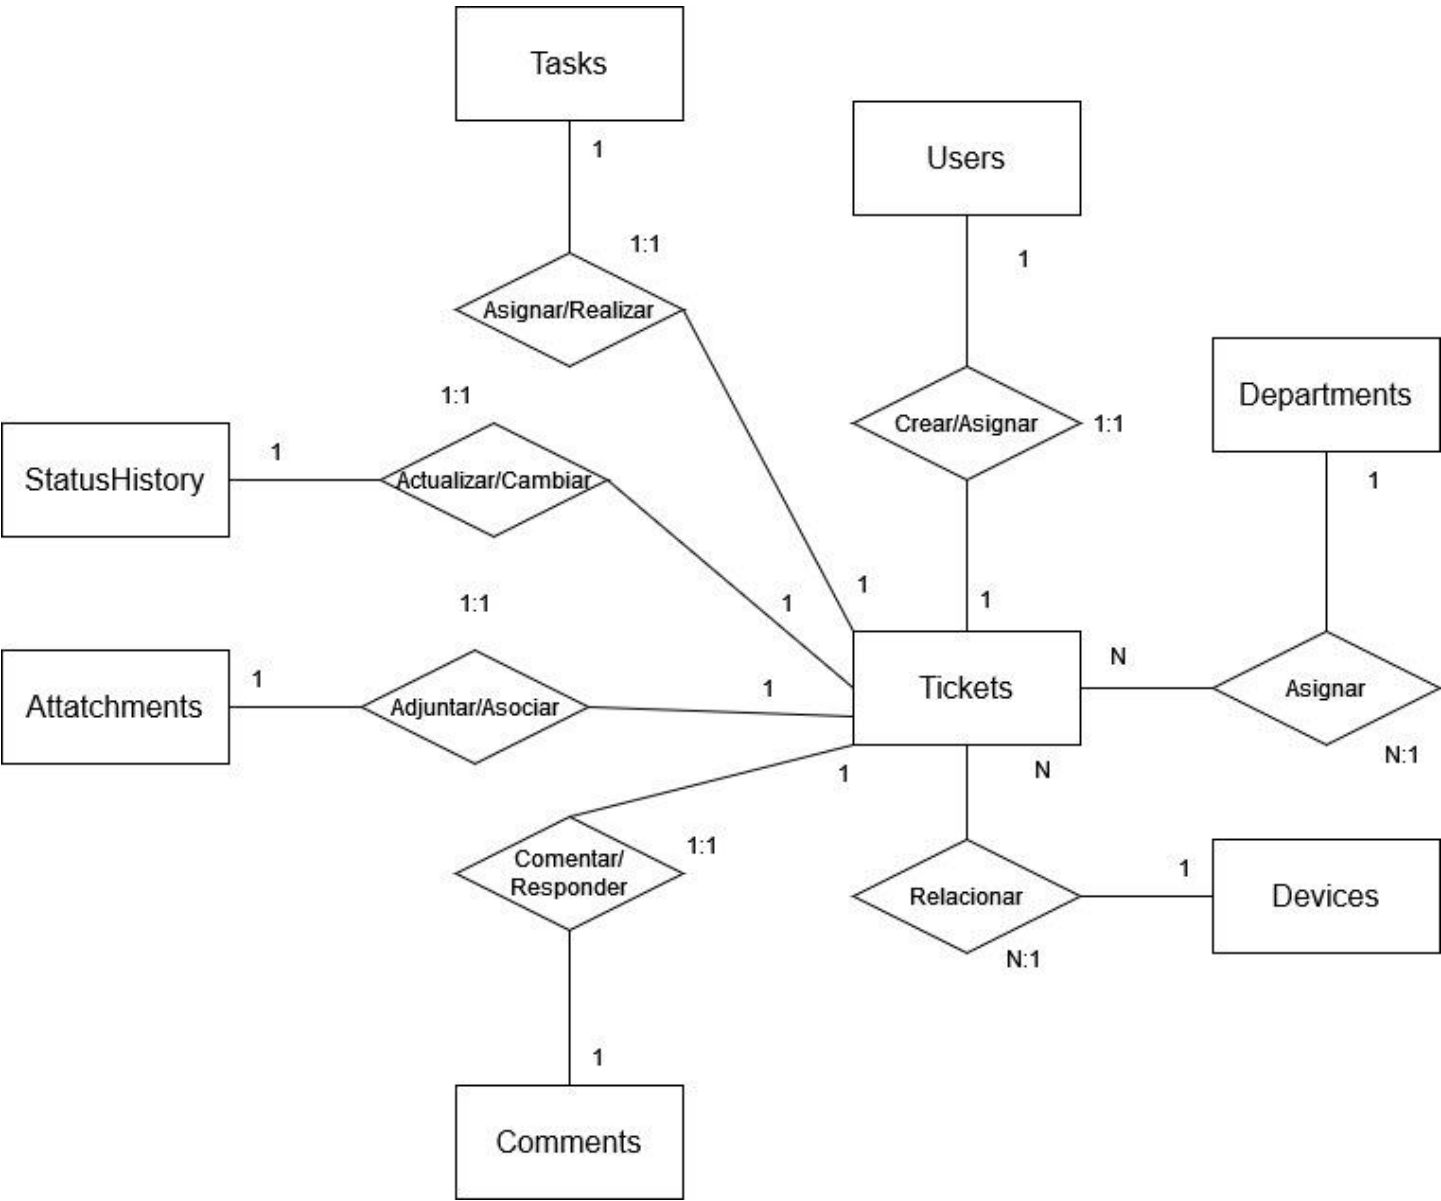 Tasks
1
Users
1:1
1
Asignar/Realizar
Departments
1:1
Crear/Asignar
1:1
StatusHistory
1
Actualizar/Cambiar
1
1
1:1
1
1
N
Attatchments
1
Adjuntar/Asociar
1
Tickets
Asignar
N:1
1
N
1:1
Comentar/
Responder
Relacionar
1
Devices
N:1
1
Comments